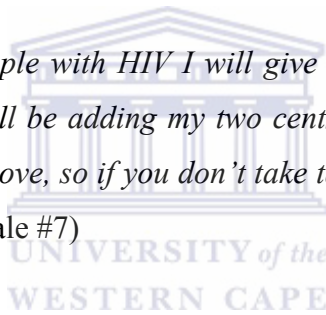 ple with HIV I will give
ll be adding my two cent
ove, so if you don't take t
ale #7)
UNIVERSITY of the
WESTERN CAPE